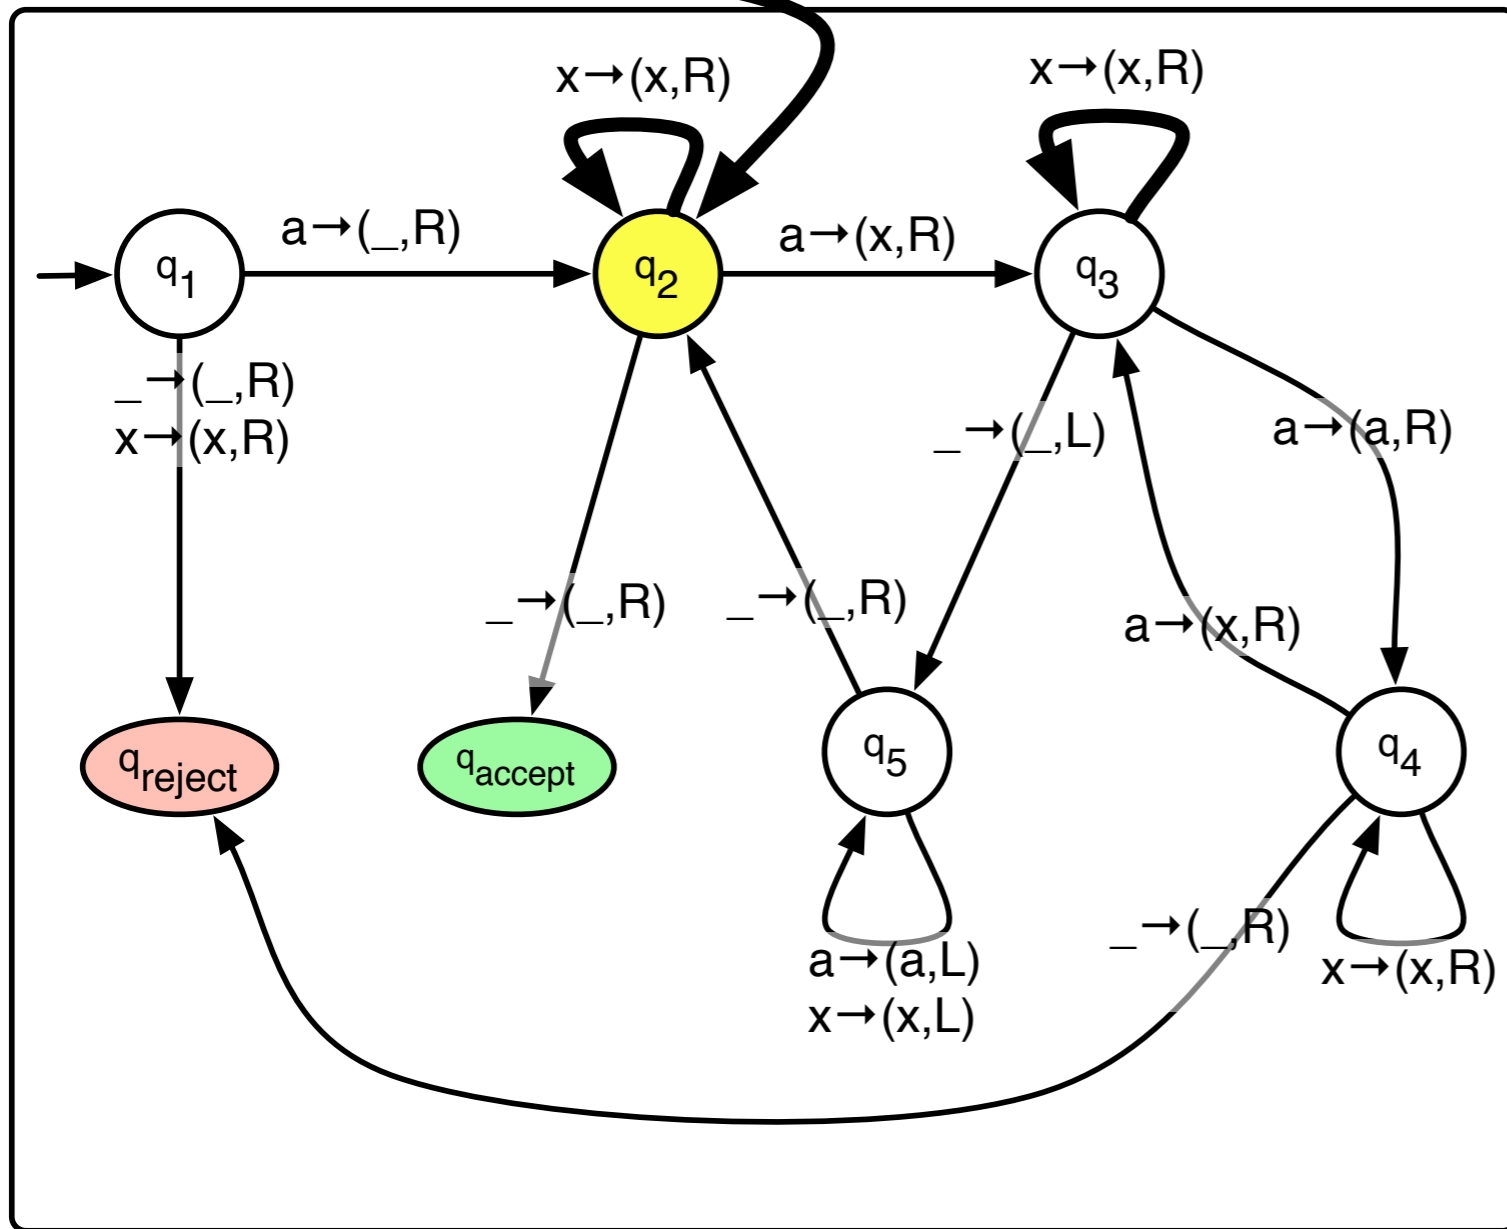 x→(x,R)
x→(x,R)
a→(_,R)
a→(x,R)
q1
q2
q3
_→(_,R)
x→(x,R)
_→(_,L)
a→(a,R)
_→(_,R)
_→(_,R)
a→(x,R)
qreject
qaccept
q5
q4
_→(_,R)
a→(a,L)
x→(x,L)
x→(x,R)